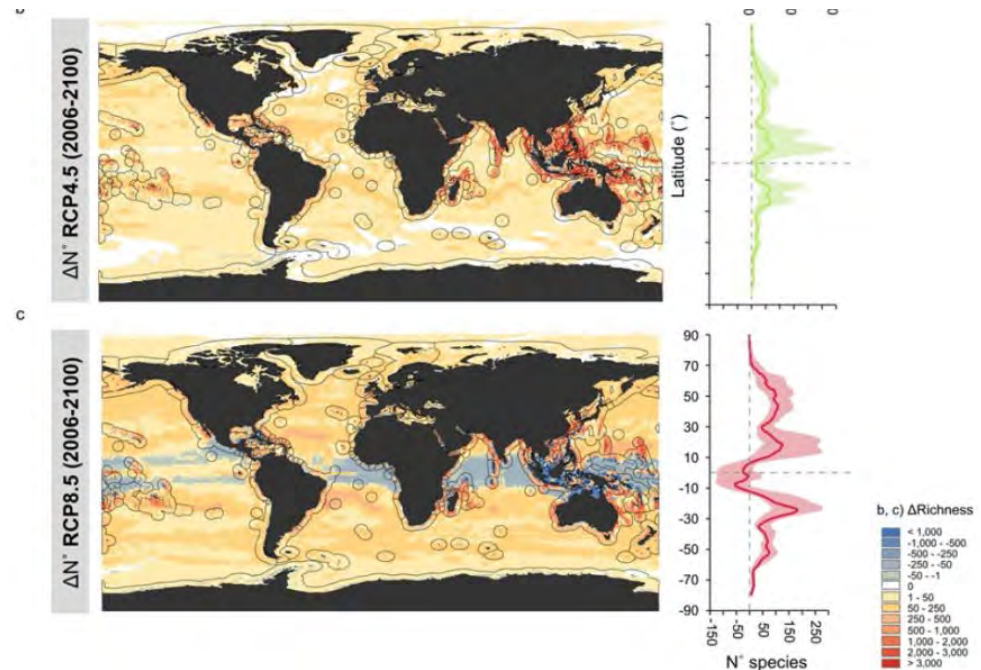 ΔN° RCP4.5 (2006-2100)
Latitude (°)
c
ΔN° RCP8.5 (2006-2100)
90
70
50
30
10
-10
-30
-50
-70
-90
-150
-50
50
150
250
N° species
b, c) ΔRichness
< 1,000
-1,000 - -500
-500 - -250
-250 - -50
-50 - -1
0
1 - 50
50 - 250
250 - 500
500 - 1,000
1,000 - 2,000
2,000 - 3,000
> 3,000